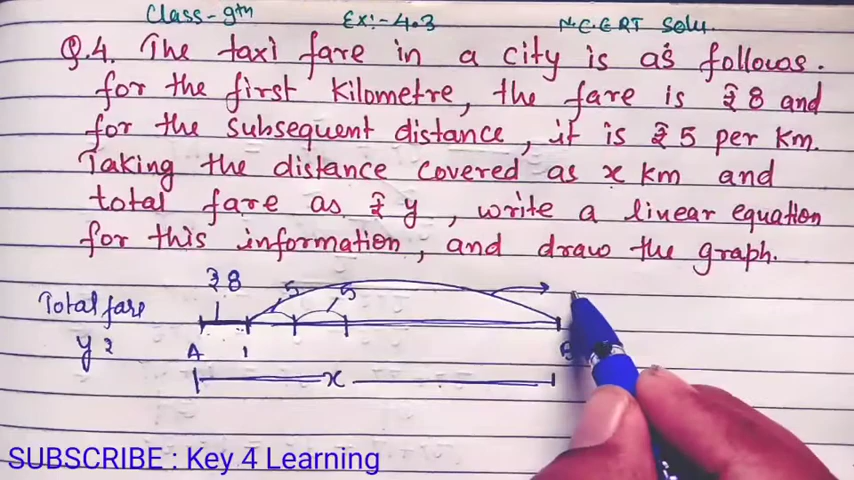 Class-9th Ex:-4.3 N.C.ERT Solu.
Q.4. The taxi fare in a city is as follows.
for the first Kilometre, the fare is ₹8 and
for the subsequent distance, it is ₹5 per km.
Taking the distance covered as x km and
total fare as ₹y, write a linear equation
for this information, and draw the graph.
₹8 5 5
Total fare
y =
A 1 B
x
SUBSCRIBE : Key 4 Learning